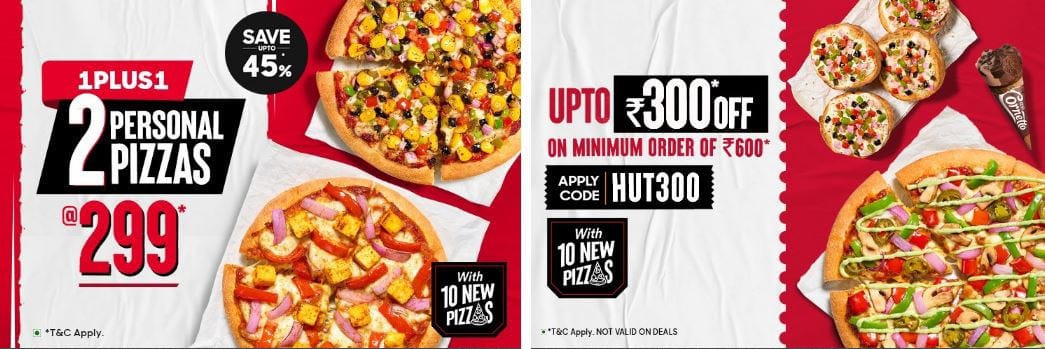 SAVE
UPTO
45%
1PLUS1
2 PERSONAL
PIZZAS
@299*
With
10 NEW
PIZZAS
*T&C Apply.
UPTO ₹300* OFF
ON MINIMUM ORDER OF ₹600*
APPLY
CODE HUT300
With
10 NEW
PIZZAS
*T&C Apply. NOT VALID ON DEALS
Cornetto